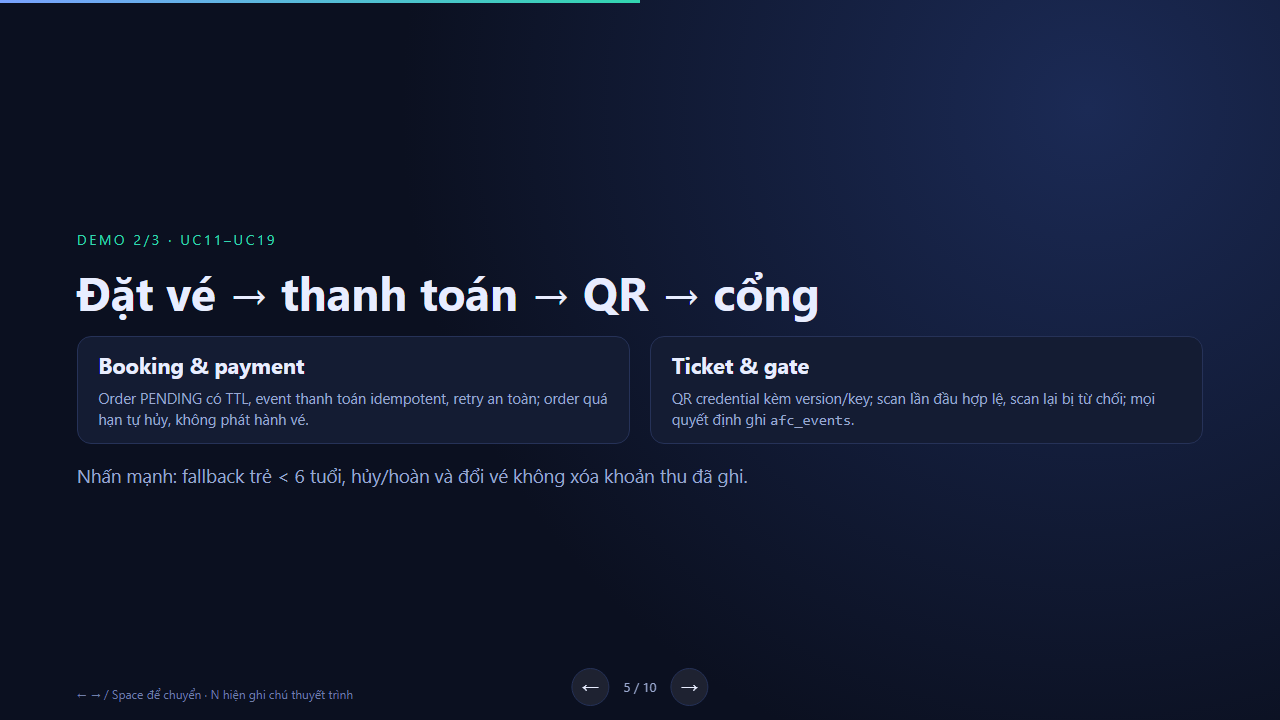 DEMO 2/3 · UC11–UC19
Đặt vé → thanh toán → QR → cổng
Booking & payment
Order PENDING có TTL, event thanh toán idempotent, retry an toàn; order quá
hạn tự hủy, không phát hành vé.
Ticket & gate
QR credential kèm version/key; scan lần đầu hợp lệ, scan lại bị từ chối; mọi
quyết định ghi afc_events.
Nhấn mạnh: fallback trẻ < 6 tuổi, hủy/hoàn và đổi vé không xóa khoản thu đã ghi.
← → / Space để chuyển · N hiện ghi chú thuyết trình
← 5 / 10 →